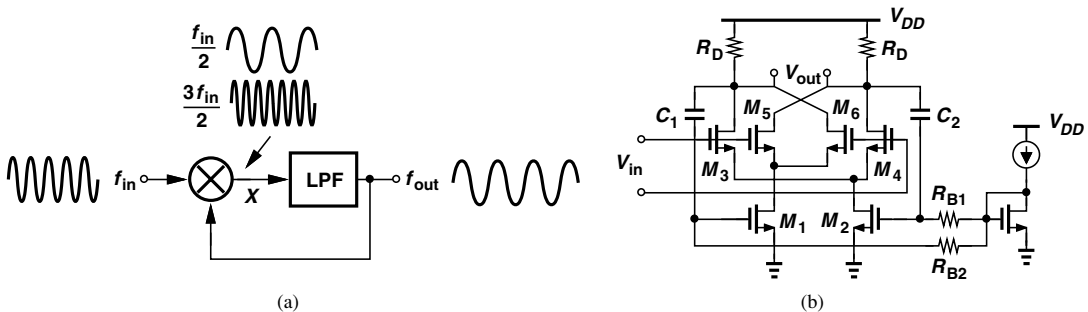 f_in/2
3f_in/2
f_in
X
LPF
f_out
(a)
V_DD
R_D
R_D
V_out
C_1
M_5
M_6
C_2
V_DD
V_in
M_3
M_4
R_B1
M_1
M_2
R_B2
(b)